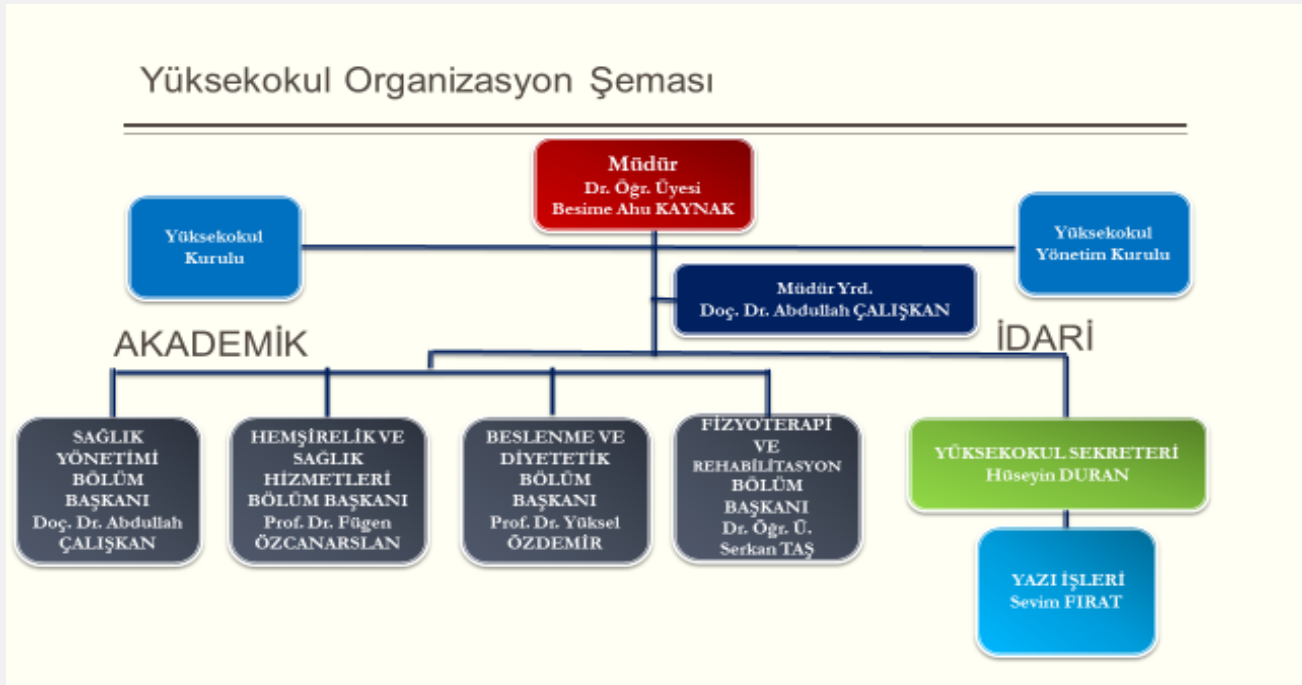 Yüksekokul Organizasyon Şeması
Müdür
Dr. Öğr. Üyesi
Besime Ahu KAYNAK
Yüksekokul
Kurulu
Yüksekokul
Yönetim Kurulu
Müdür Yrd.
Doç. Dr. Abdullah ÇALIŞKAN
AKADEMİK
İDARİ
SAĞLIK
YÖNETİMİ
BÖLÜM
BAŞKANI
Doç. Dr. Abdullah
ÇALIŞKAN
HEMŞİRELİK VE
SAĞLIK
HİZMETLERİ
BÖLÜM BAŞKANI
Prof. Dr. Fügen
ÖZCANARSLAN
BESLENME VE
DİYETETİK
BÖLÜM
BAŞKANI
Prof. Dr. Yüksel
ÖZDEMİR
FİZYOTERAPİ
VE
REHABİLİTASYON
BÖLÜM
BAŞKANI
Dr. Öğr. Ü.
Serkan TAŞ
YÜKSEKOKUL SEKRETERİ
Hüseyin DURAN
YAZI İŞLERİ
Sevim FIRAT